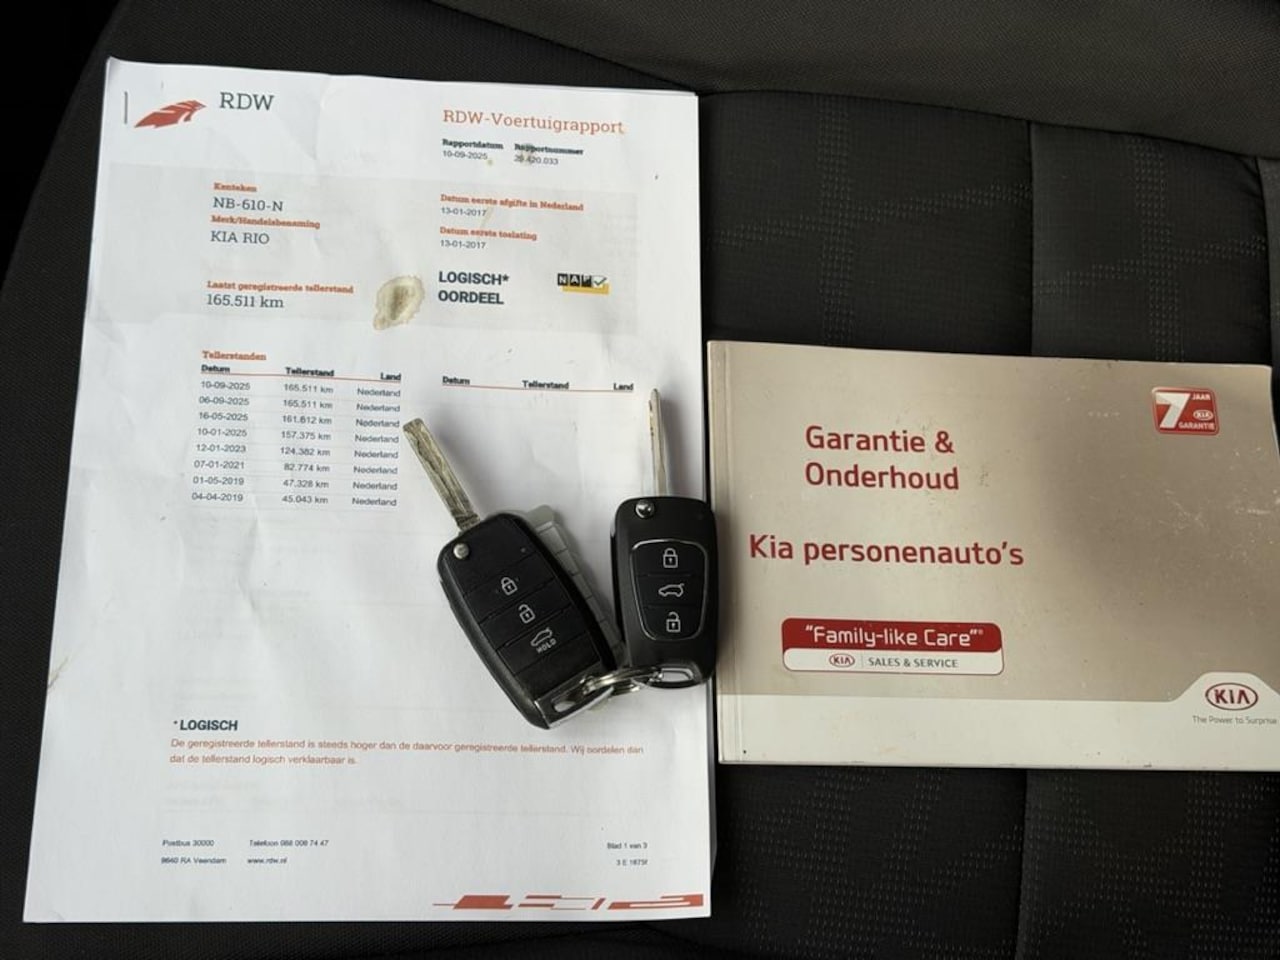 RDW
RDW-Voertuigrapport
Rapportdatum Rapportnummer
10-09-2025 25.420.033
Kenteken
NB-610-N
Merk/Handelsbenaming
KIA RIO
Datum eerste afgifte in Nederland
13-01-2017
Datum eerste toelating
13-01-2017
Laatst geregistreerde tellerstand
165.511 km
LOGISCH*
OORDEEL
NAP
Tellerstanden
Datum Tellerstand Land
10-09-2025 165.511 km Nederland
06-09-2025 165.511 km Nederland
16-05-2025 161.612 km Nederland
10-01-2025 157.375 km Nederland
12-01-2023 124.382 km Nederland
07-01-2021 82.774 km Nederland
01-05-2019 47.328 km Nederland
04-04-2019 45.043 km Nederland
Datum Tellerstand Land
HOLD
* LOGISCH
De geregistreerde tellerstand is steeds hoger dan de daarvoor geregistreerde tellerstand. Wij oordelen dan
dat de tellerstand logisch verklaarbaar is.
Postbus 30000 Telefoon 088 008 74 47
9640 RA Veendam www.rdw.nl
Blad 1 van 3
3 E 1675f
7 JAAR
KIA
GARANTIE
Garantie &
Onderhoud
Kia personenauto's
"Family-like Care"®
KIA SALES & SERVICE
KIA
The Power to Surprise